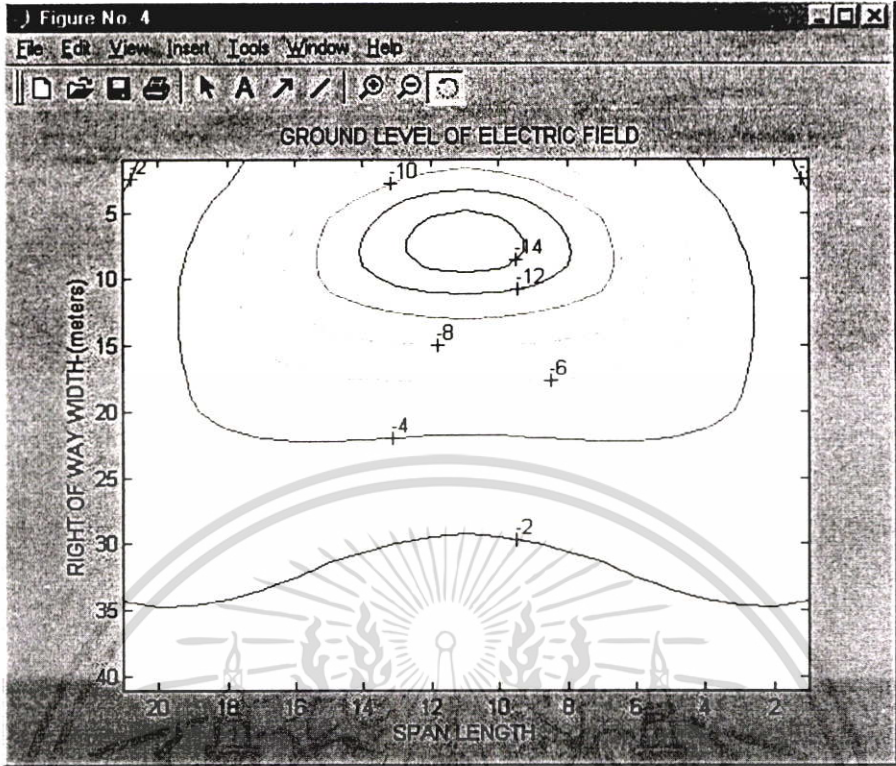 Figure No. 4
File Edit View Insert Tools Window Help
A
GROUND LEVEL OF ELECTRIC FIELD
RIGHT OF WAY WIDTH (meters)
5
10
15
20
25
30
35
40
-2
-10
-14
-12
-8
-6
-4
-2
20 18 16 14 12 10 8 6 4 2
SPAN LENGTH